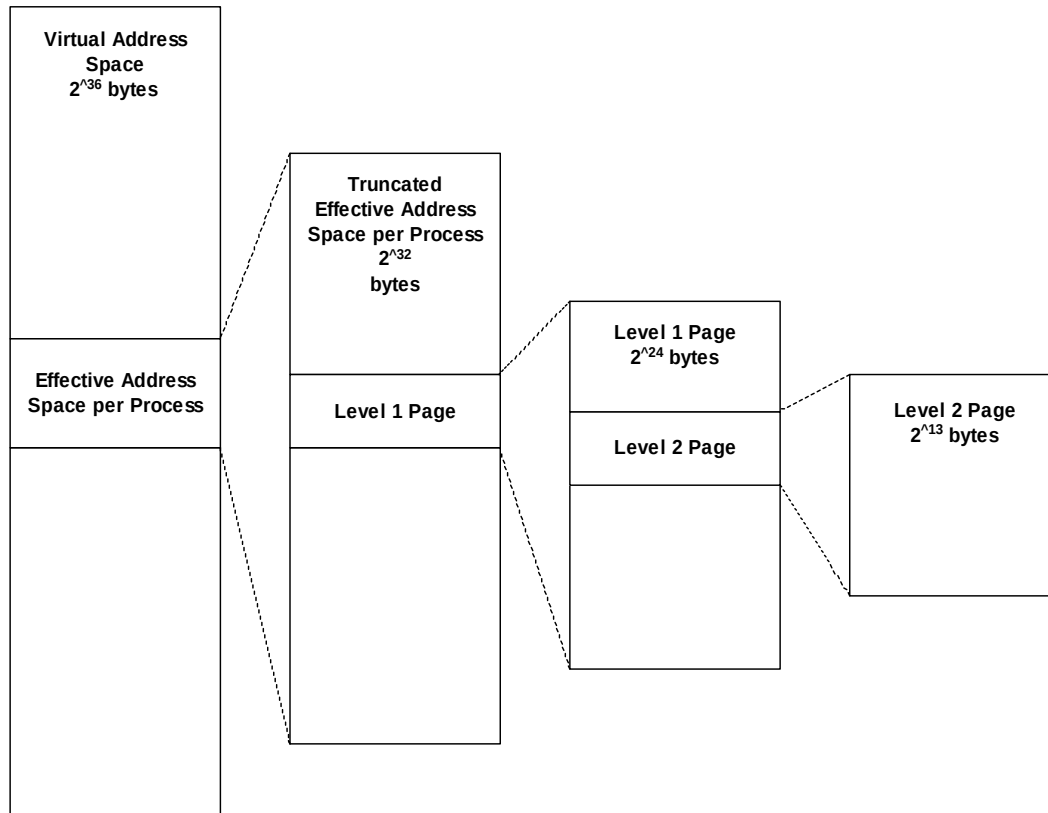 Virtual Address
Space
2^36 bytes
Effective Address
Space per Process
Truncated
Effective Address
Space per Process
2^32
bytes
Level 1 Page
Level 1 Page
2^24 bytes
Level 2 Page
Level 2 Page
2^13 bytes